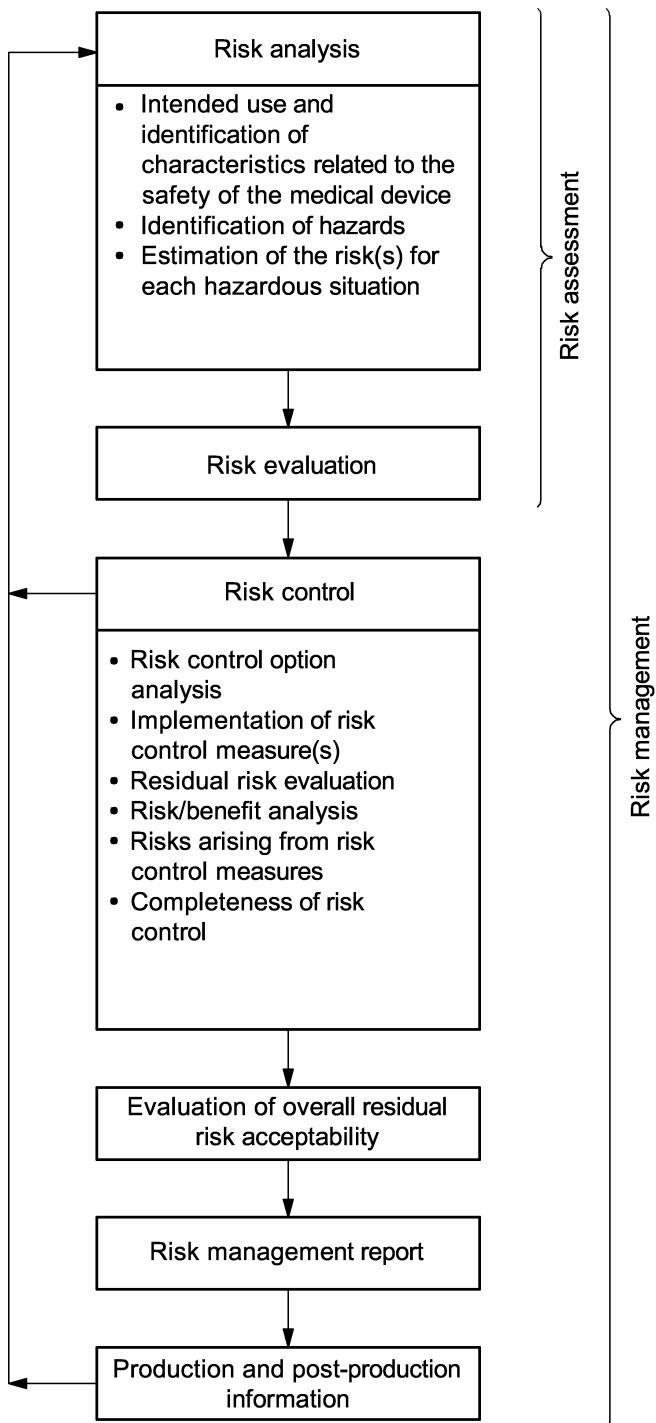 Risk analysis
• Intended use and
identification of
characteristics related to the
safety of the medical device
• Identification of hazards
• Estimation of the risk(s) for
each hazardous situation
Risk evaluation
Risk assessment
Risk control
• Risk control option
analysis
• Implementation of risk
control measure(s)
• Residual risk evaluation
• Risk/benefit analysis
• Risks arising from risk
control measures
• Completeness of risk
control
Risk management
Evaluation of overall residual
risk acceptability
Risk management report
Production and post-production
information